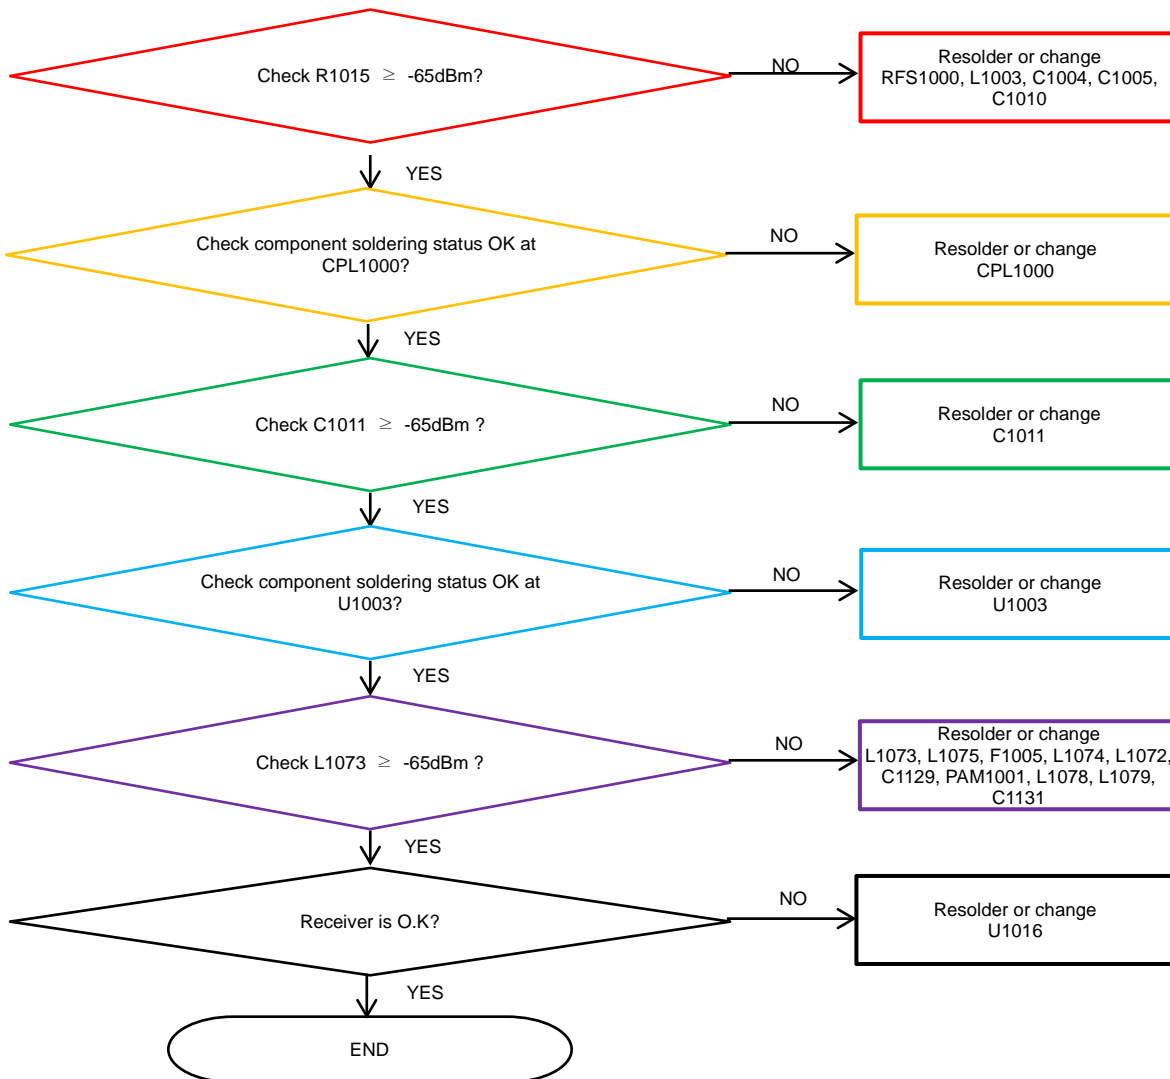 Check R1015 ≥ -65dBm?
NO
Resolder or change
RFS1000, L1003, C1004, C1005,
C1010
YES
Check component soldering status OK at
CPL1000?
NO
Resolder or change
CPL1000
YES
Check C1011 ≥ -65dBm ?
NO
Resolder or change
C1011
YES
Check component soldering status OK at
U1003?
NO
Resolder or change
U1003
YES
Check L1073 ≥ -65dBm ?
NO
Resolder or change
L1073, L1075, F1005, L1074, L1072,
C1129, PAM1001, L1078, L1079,
C1131
YES
Receiver is O.K?
NO
Resolder or change
U1016
YES
END